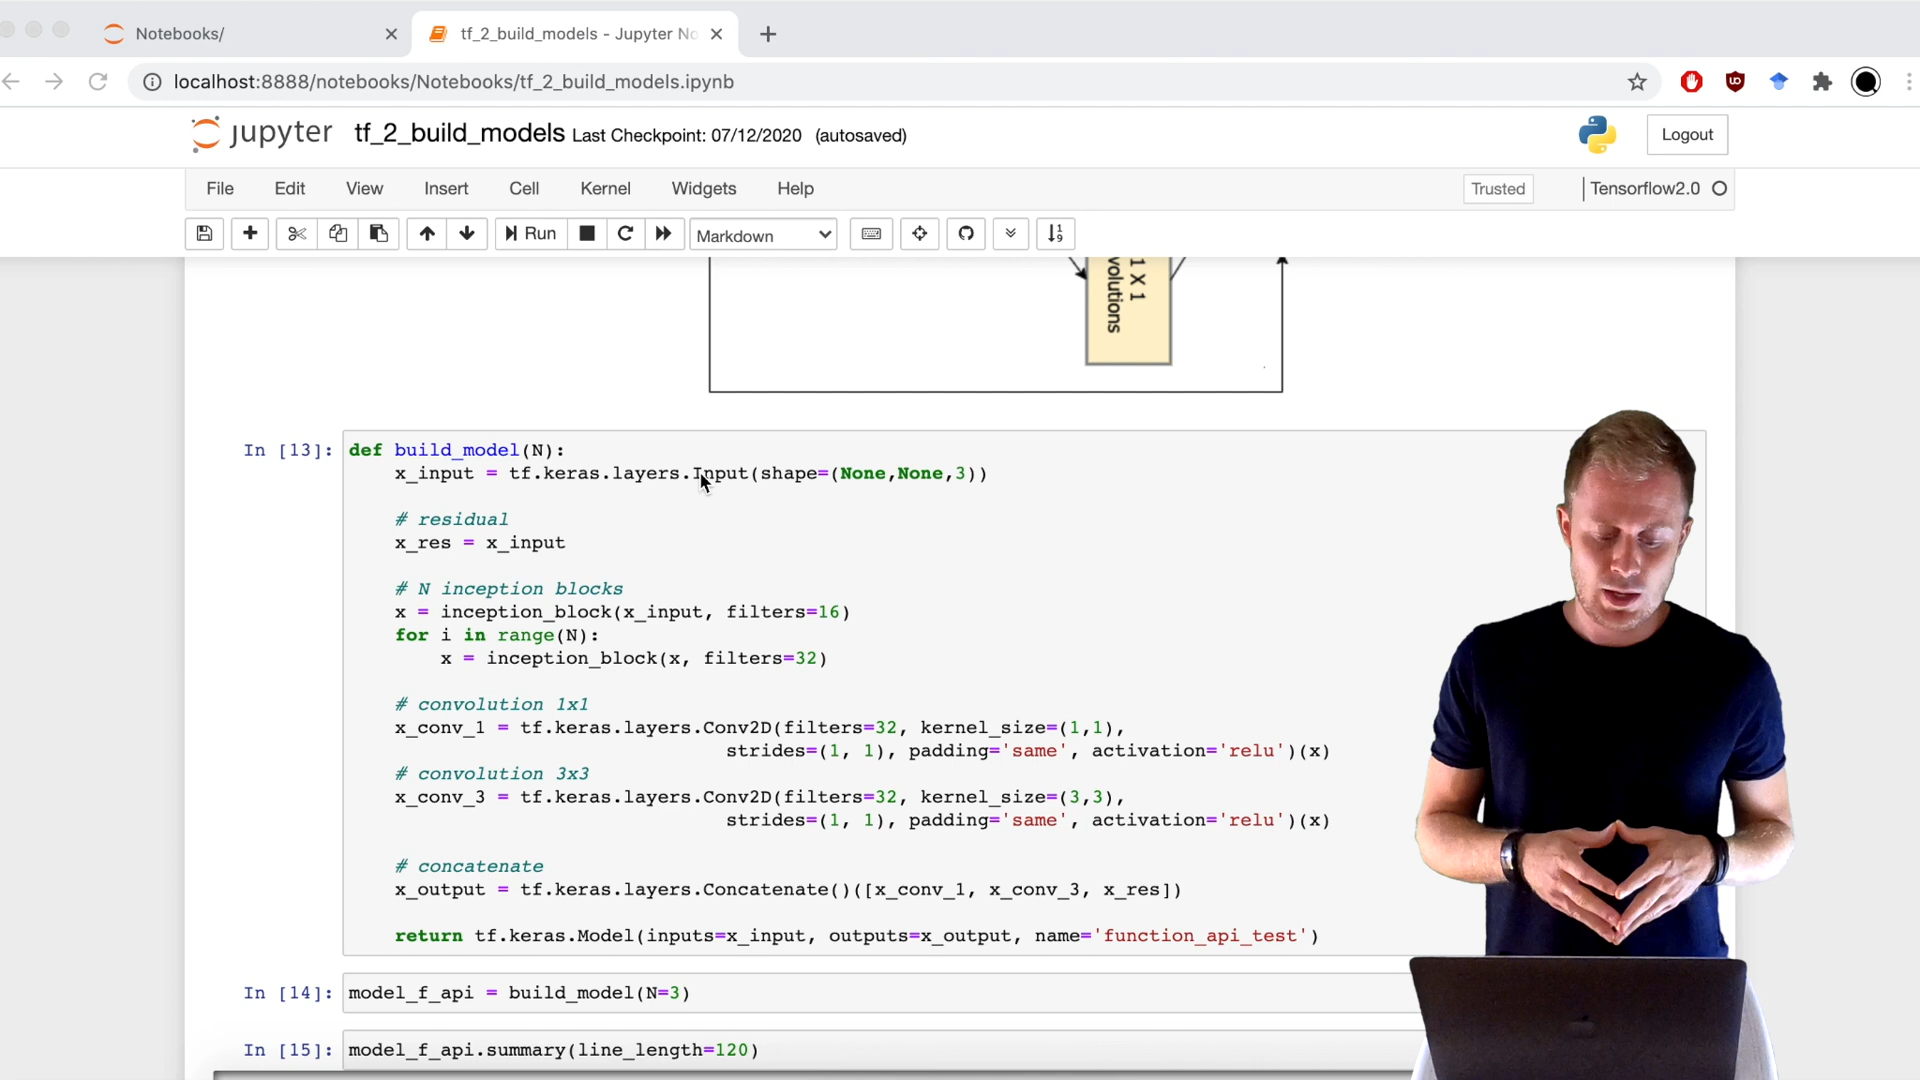 Notebooks/
tf_2_build_models - Jupyter No
localhost:8888/notebooks/Notebooks/tf_2_build_models.ipynb
jupyter tf_2_build_models Last Checkpoint: 07/12/2020 (autosaved)
Logout
File Edit View Insert Cell Kernel Widgets Help
Trusted
Tensorflow2.0
Run
Markdown
1 X 1
volutions
In [13]: def build_model(N):
x_input = tf.keras.layers.Input(shape=(None,None,3))
# residual
x_res = x_input
# N inception blocks
x = inception_block(x_input, filters=16)
for i in range(N):
x = inception_block(x, filters=32)
# convolution 1x1
x_conv_1 = tf.keras.layers.Conv2D(filters=32, kernel_size=(1,1),
strides=(1, 1), padding='same', activation='relu')(x)
# convolution 3x3
x_conv_3 = tf.keras.layers.Conv2D(filters=32, kernel_size=(3,3),
strides=(1, 1), padding='same', activation='relu')(x)
# concatenate
x_output = tf.keras.layers.Concatenate()([x_conv_1, x_conv_3, x_res])
return tf.keras.Model(inputs=x_input, outputs=x_output, name='function_api_test')
In [14]: model_f_api = build_model(N=3)
In [15]: model_f_api.summary(line_length=120)